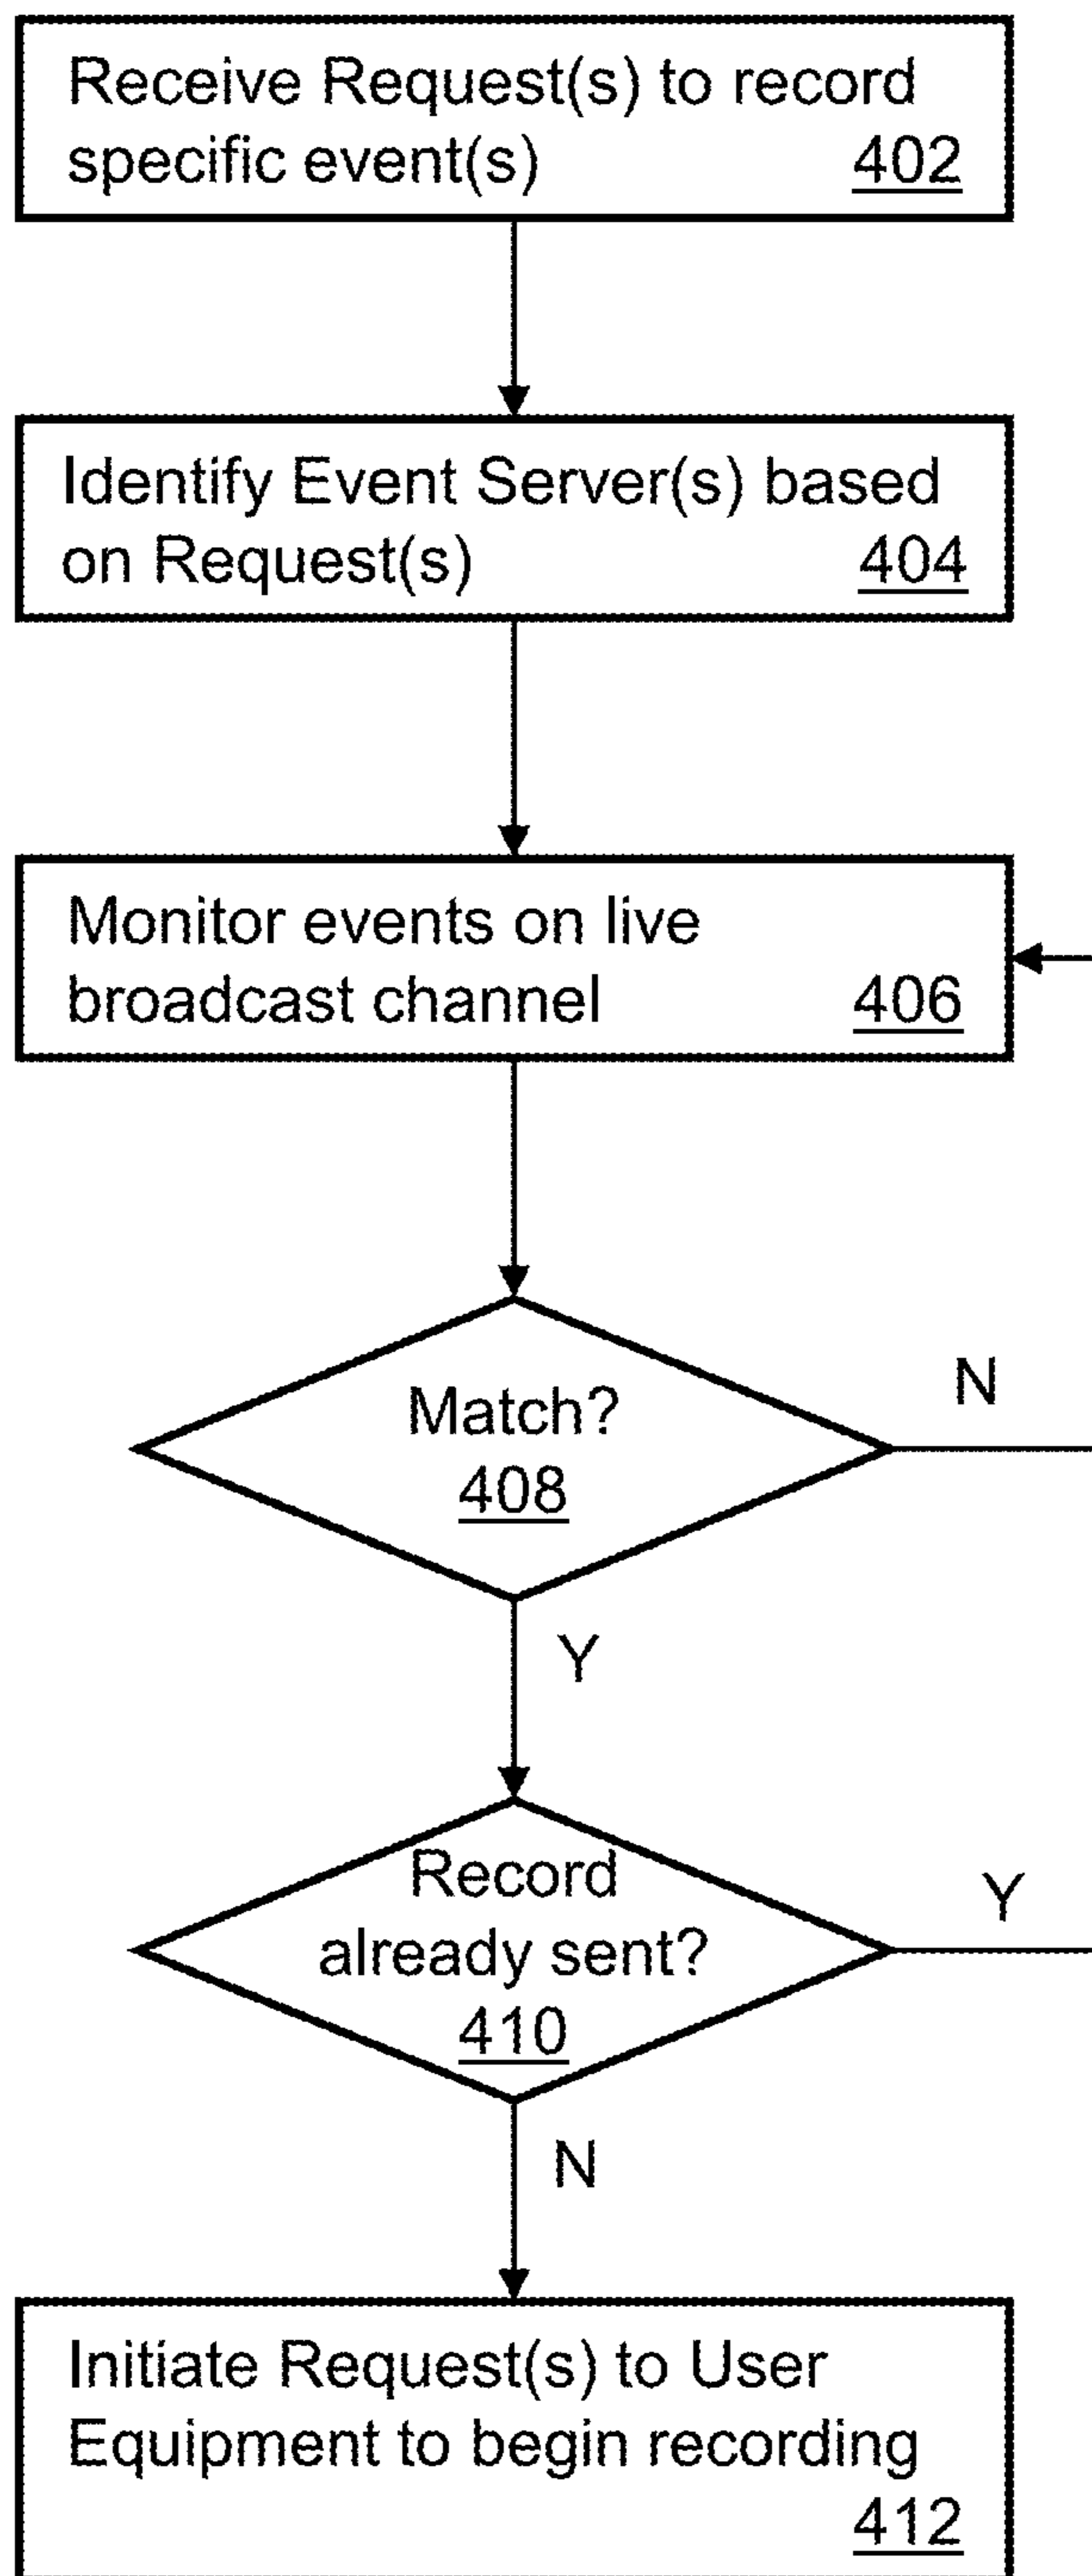 Receive Request(s) to record
specific event(s) 402
Identify Event Server(s) based
on Request(s) 404
Monitor events on live
broadcast channel 406
Match?
408
N
Y
Record
already sent?
410
Y
N
Initiate Request(s) to User
Equipment to begin recording
412